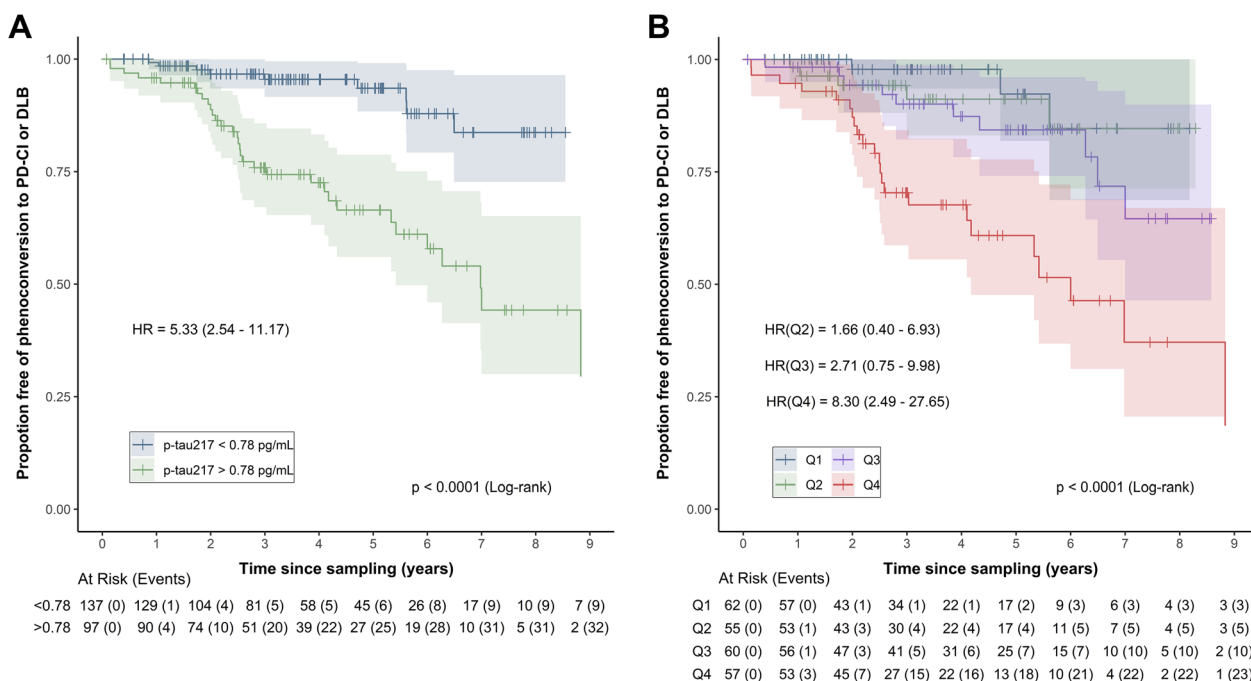 A
Propotion free of phenoconversion to PD-CI or DLB
1.00
0.75
0.50
0.25
0.00
HR = 5.33 (2.54 - 11.17)
p-tau217 < 0.78 pg/mL
p-tau217 > 0.78 pg/mL
p < 0.0001 (Log-rank)
0 1 2 3 4 5 6 7 8 9
Time since sampling (years)
At Risk (Events)
<0.78 137 (0) 129 (1) 104 (4) 81 (5) 58 (5) 45 (6) 26 (8) 17 (9) 10 (9) 7 (9)
>0.78 97 (0) 90 (4) 74 (10) 51 (20) 39 (22) 27 (25) 19 (28) 10 (31) 5 (31) 2 (32)
B
Propotion free of phenoconversion to PD-CI or DLB
1.00
0.75
0.50
0.25
0.00
HR(Q2) = 1.66 (0.40 - 6.93)
HR(Q3) = 2.71 (0.75 - 9.98)
HR(Q4) = 8.30 (2.49 - 27.65)
Q1 Q3
Q2 Q4
p < 0.0001 (Log-rank)
0 1 2 3 4 5 6 7 8 9
Time since sampling (years)
At Risk (Events)
Q1 62 (0) 57 (0) 43 (1) 34 (1) 22 (1) 17 (2) 9 (3) 6 (3) 4 (3) 3 (3)
Q2 55 (0) 53 (1) 43 (3) 30 (4) 22 (4) 17 (4) 11 (5) 7 (5) 4 (5) 3 (5)
Q3 60 (0) 56 (1) 47 (3) 41 (5) 31 (6) 25 (7) 15 (7) 10 (10) 5 (10) 2 (10)
Q4 57 (0) 53 (3) 45 (7) 27 (15) 22 (16) 13 (18) 10 (21) 4 (22) 2 (22) 1 (23)